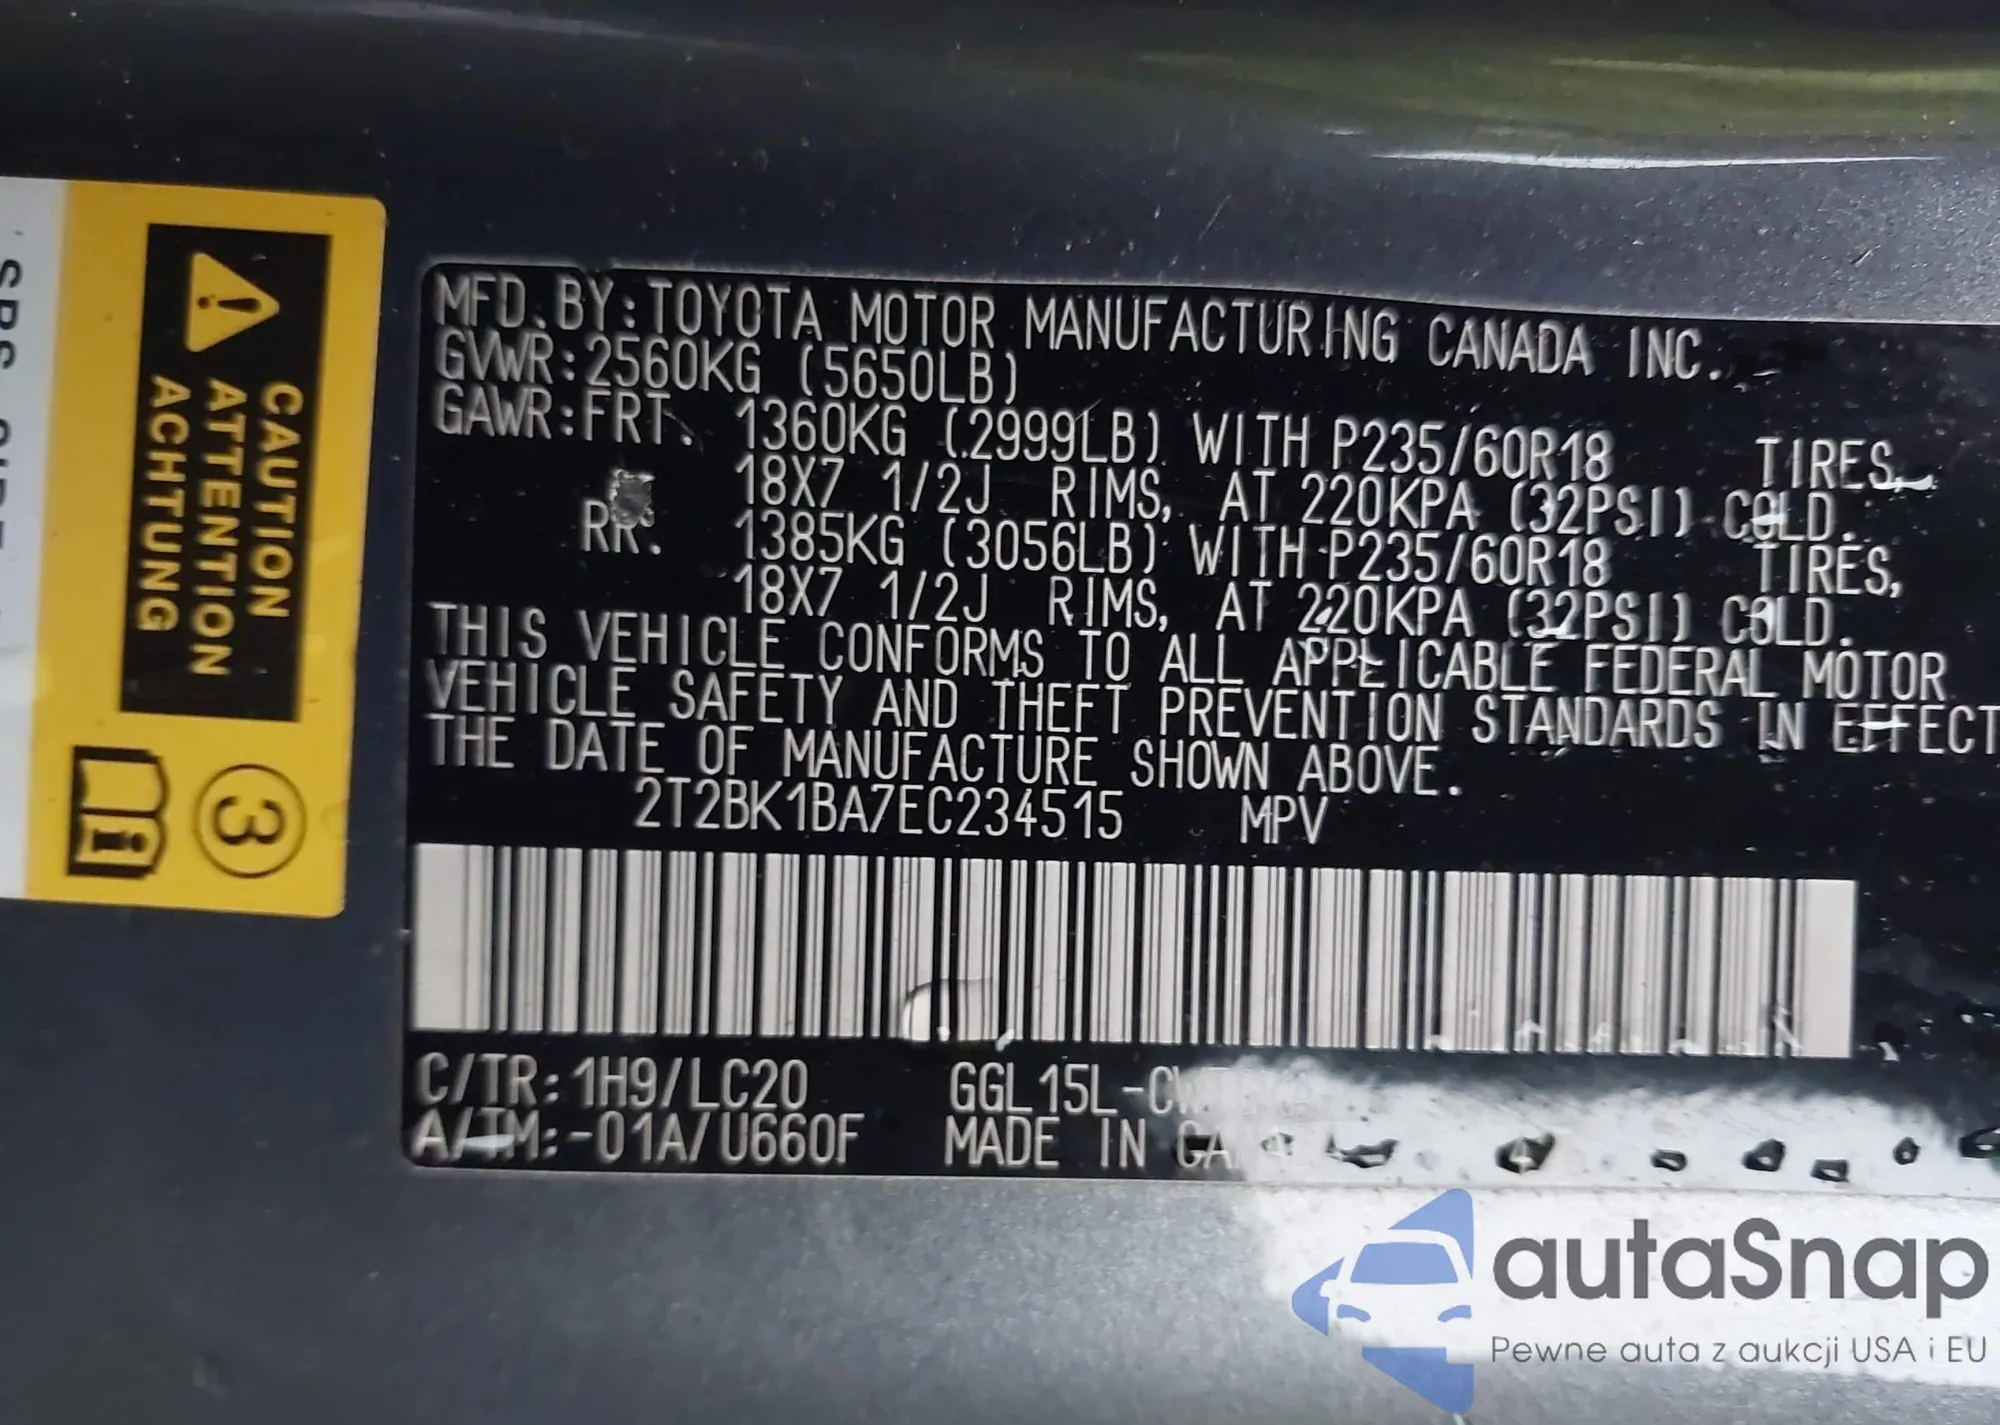 MFD. BY: TOYOTA MOTOR MANUFACTURING CANADA INC.
GVWR: 2560KG (5650LB)
GAWR: FRT. 1360KG (2999LB) WITH P235/60R18 TIRES,
18X7 1/2J RIMS, AT 220KPA (32PSI) COLD.
RR. 1385KG (3056LB) WITH P235/60R18 TIRES,
18X7 1/2J RIMS, AT 220KPA (32PSI) COLD.
THIS VEHICLE CONFORMS TO ALL APPLICABLE FEDERAL MOTOR
VEHICLE SAFETY AND THEFT PREVENTION STANDARDS IN EFFECT
THE DATE OF MANUFACTURE SHOWN ABOVE.
2T2BK1BA7EC234515 MPV
C/TR: 1H9/LC20 GGL15L
A/TM: -01A/U660F MADE IN
CAUTION
ATTENTION
ACHTUNG
3
autaSnap
Pewne auta z aukcji USA i EU